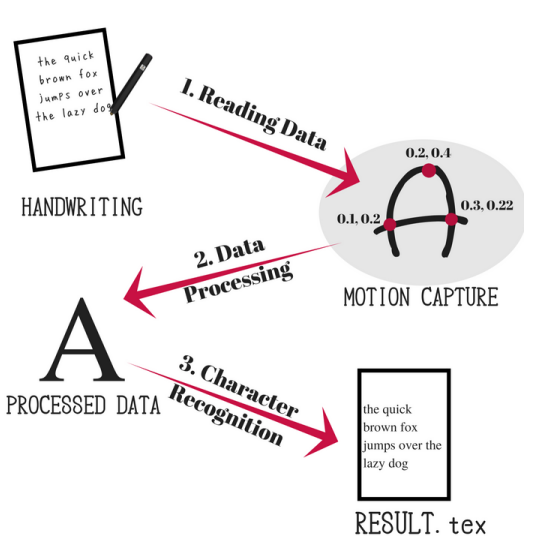 the quick
brown fox
jumps over
the lazy dog
1. Reading Data
HANDWRITING
0.2, 0.4
0.1, 0.2
0.3, 0.22
MOTION CAPTURE
2. Data
Processing
A
PROCESSED DATA
3. Character
Recognition
the quick
brown fox
jumps over the
lazy dog
RESULT.tex